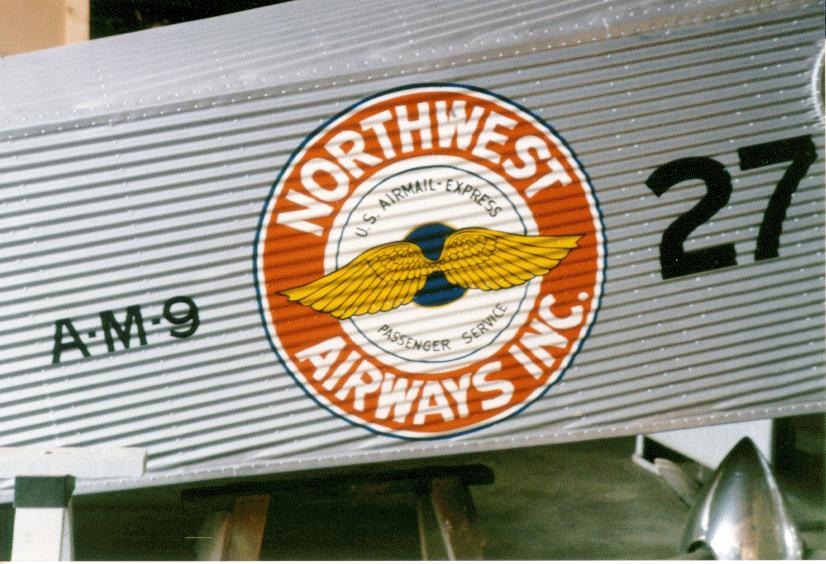 NORTHWEST
U.S. AIRMAIL-EXPRESS
PASSENGER SERVICE
AIRWAYS INC.
A-M-9
27